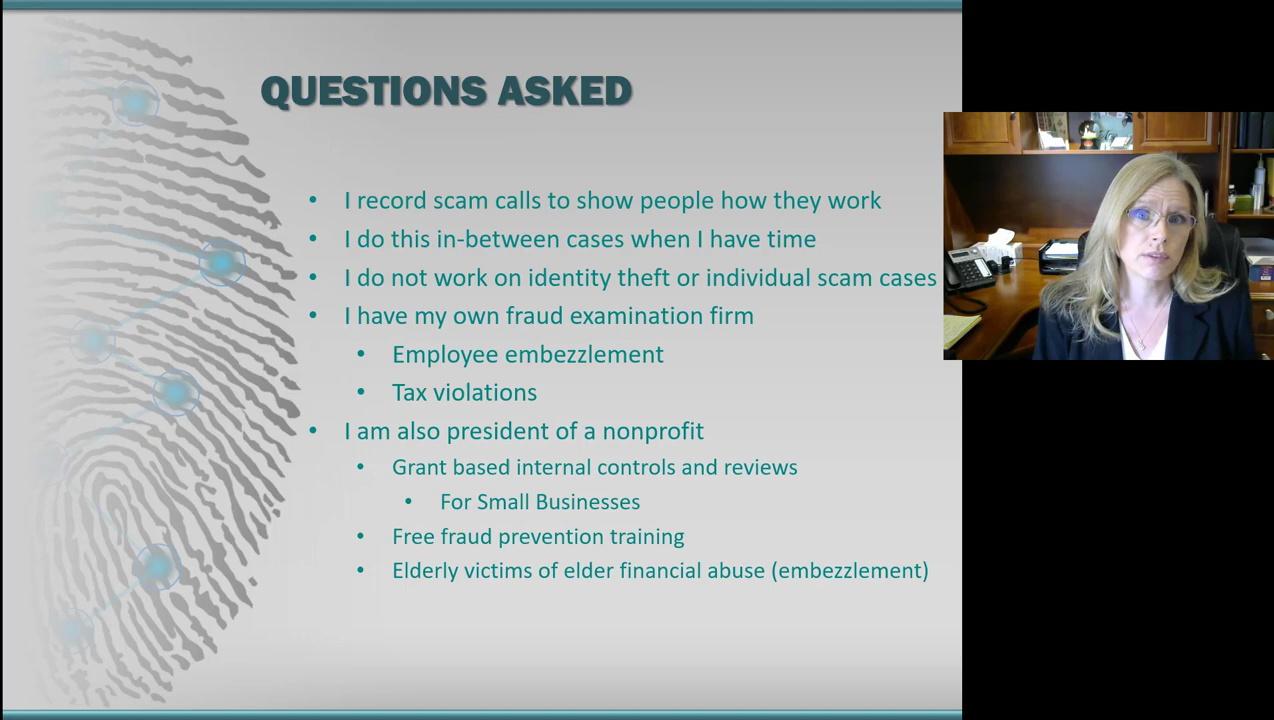 QUESTIONS ASKED
• I record scam calls to show people how they work
• I do this in-between cases when I have time
• I do not work on identity theft or individual scam cases
• I have my own fraud examination firm
• Employee embezzlement
• Tax violations
• I am also president of a nonprofit
• Grant based internal controls and reviews
• For Small Businesses
• Free fraud prevention training
• Elderly victims of elder financial abuse (embezzlement)